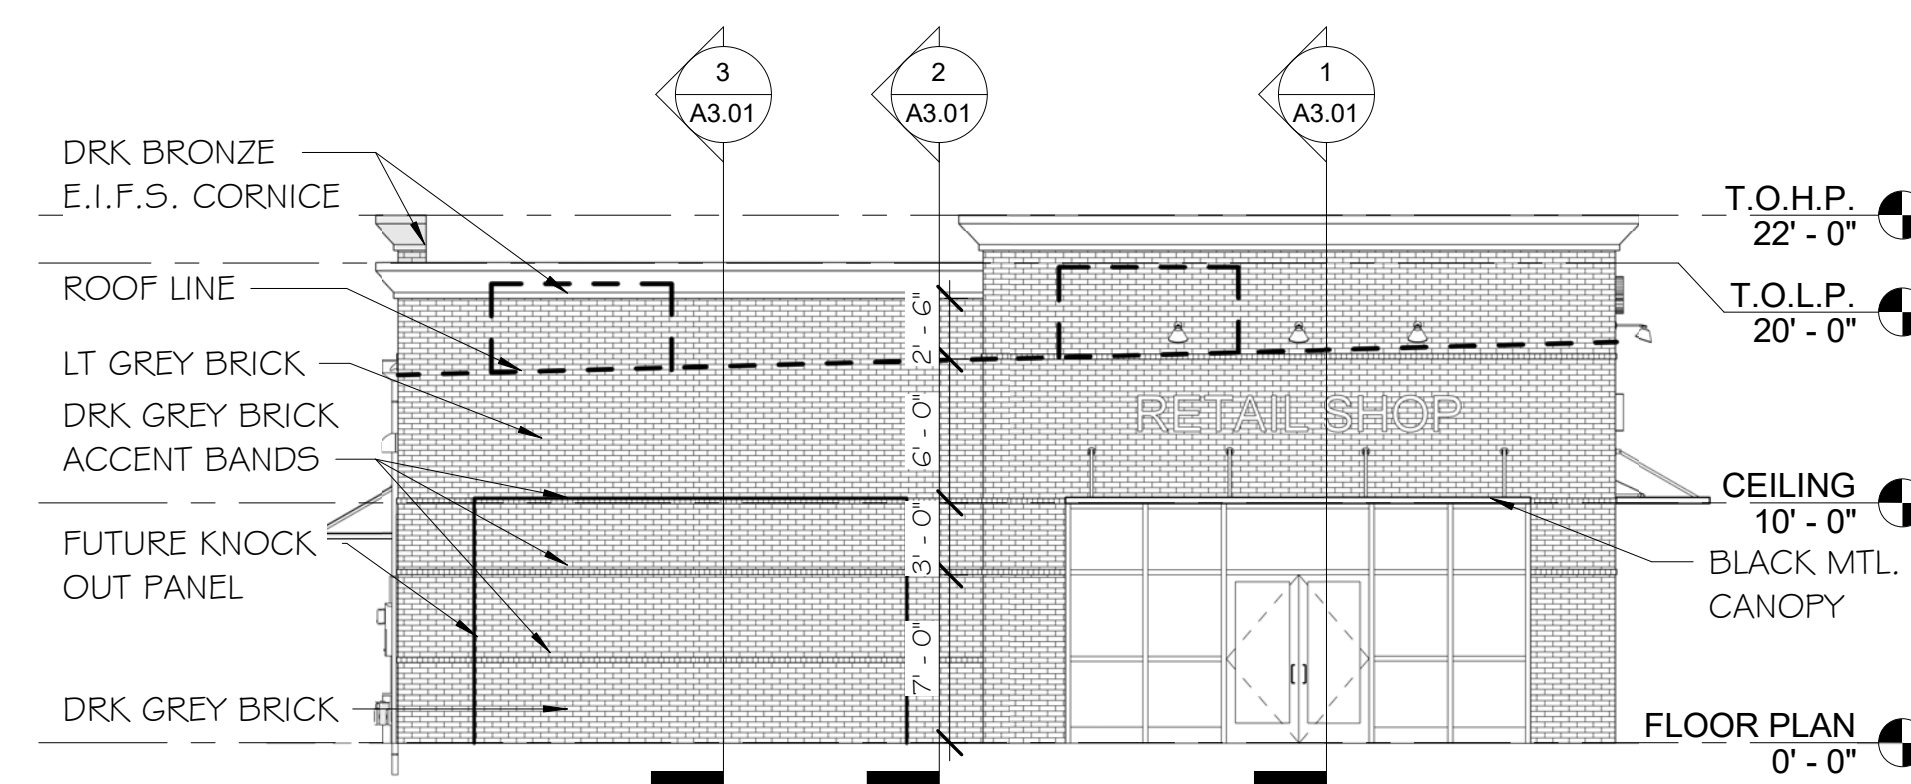 3
A3.01
2
A3.01
1
A3.01
DRK BRONZE
E.I.F.S. CORNICE
ROOF LINE
LT GREY BRICK
DRK GREY BRICK
ACCENT BANDS
FUTURE KNOCK
OUT PANEL
DRK GREY BRICK
2' - 6"
6' - 0"
3' - 0"
7' - 0"
RETAIL SHOP
T.O.H.P.
22' - 0"
T.O.L.P.
20' - 0"
CEILING
10' - 0"
BLACK MTL.
CANOPY
FLOOR PLAN
0' - 0"